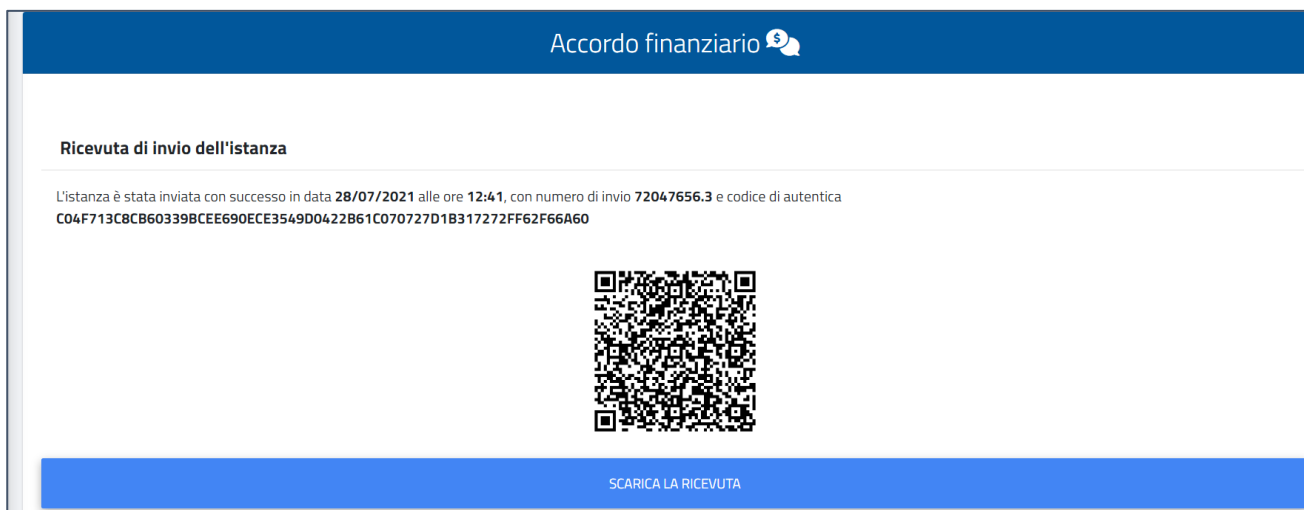 Accordo finanziario
Ricevuta di invio dell'istanza
L'istanza è stata inviata con successo in data 28/07/2021 alle ore 12:41, con numero di invio 72047656.3 e codice di autentica
C04F713C8CB60339BCEE690ECE3549D0422B61C070727D1B317272FF62F66A60
SCARICA LA RICEVUTA